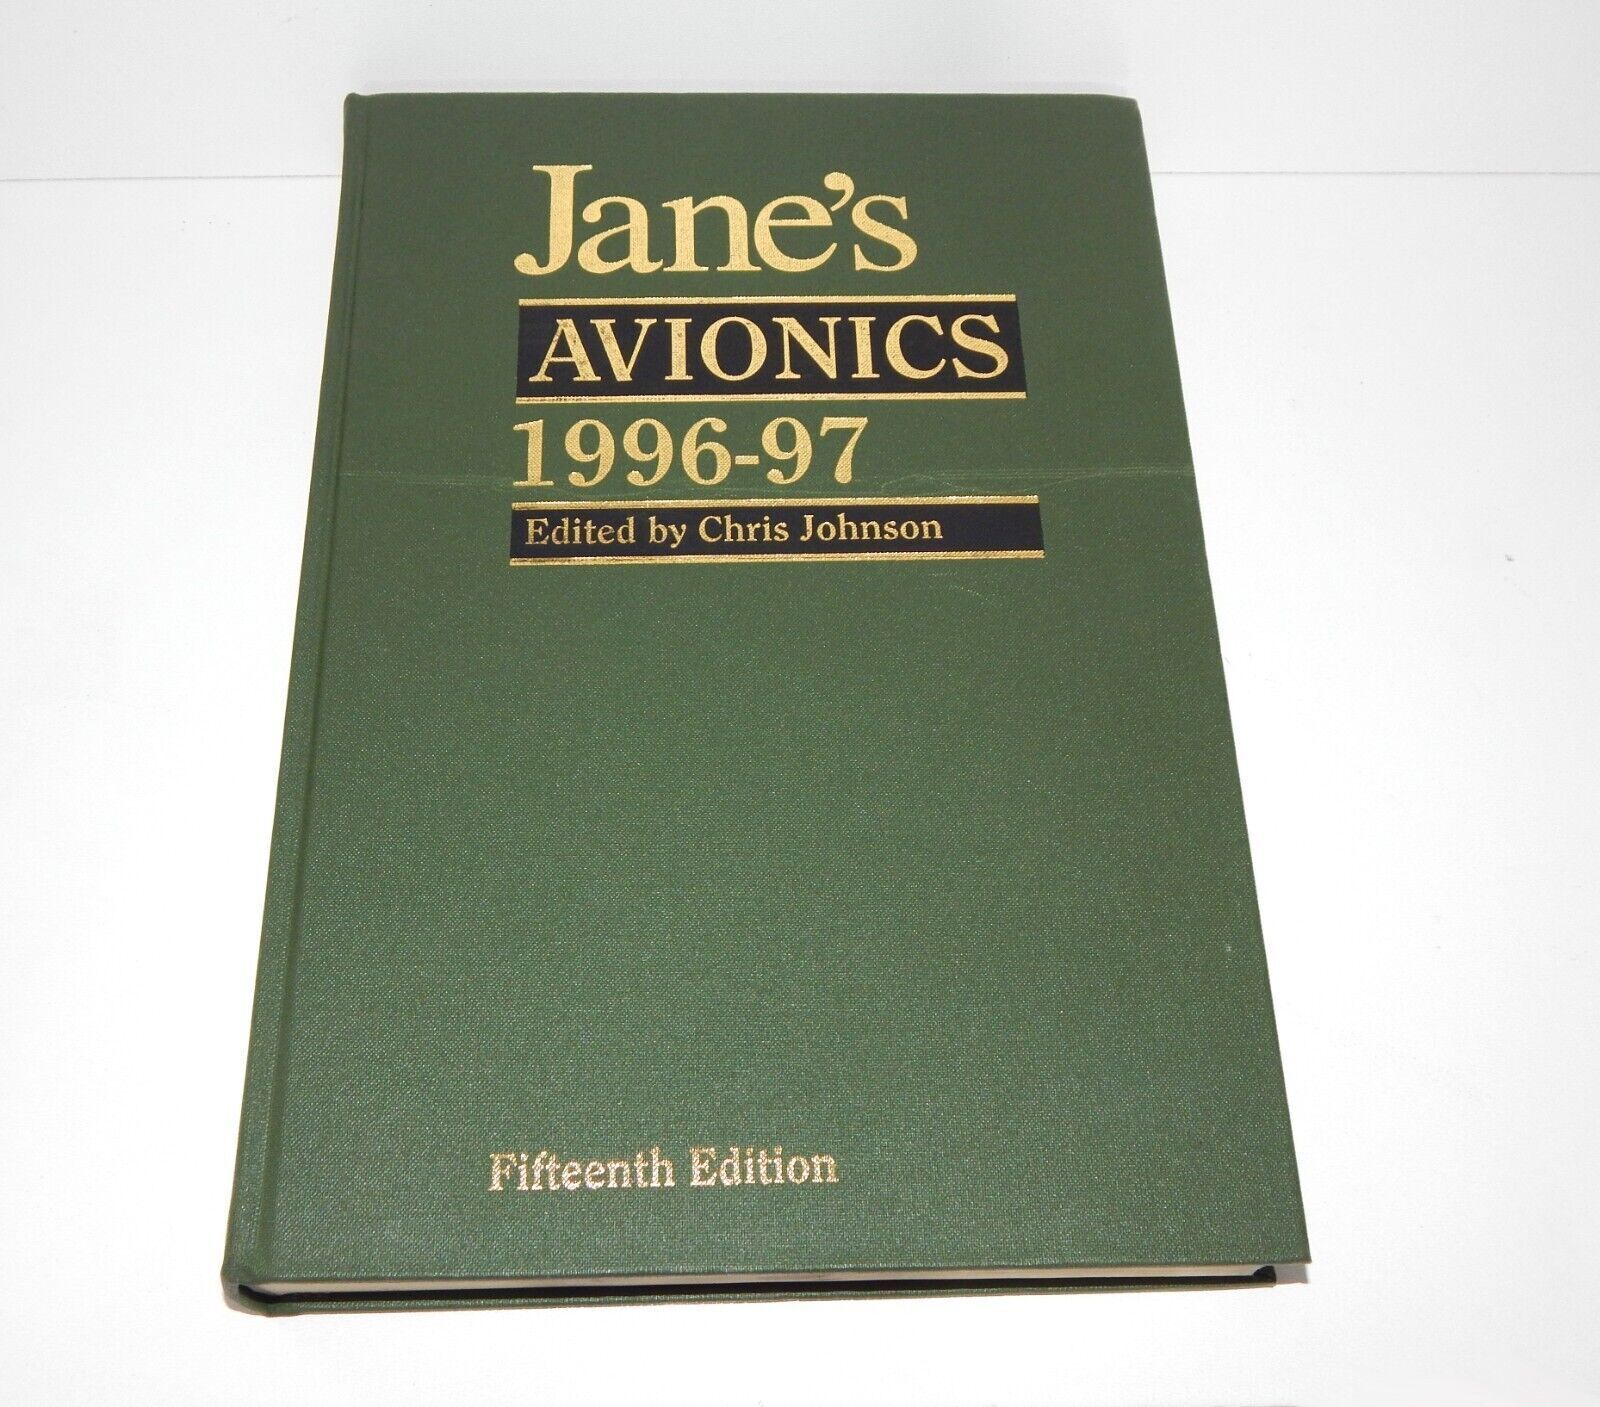 Jane's
AVIONICS
1996-97
Edited by Chris Johnson
Fifteenth Edition